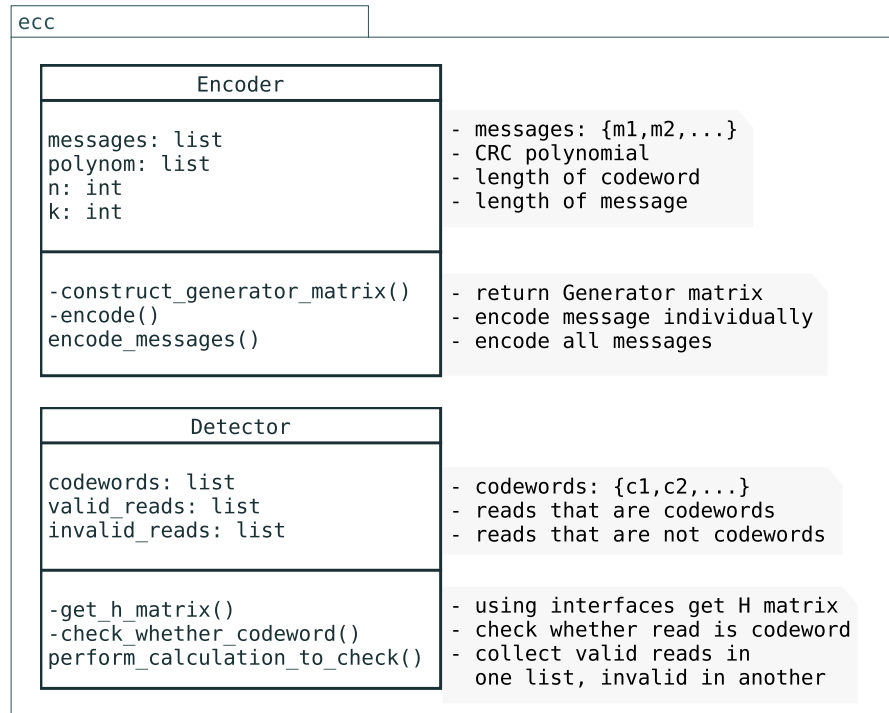 ecc
Encoder
messages: list
polynom: list
n: int
k: int
- messages: {m1,m2,...}
- CRC polynomial
- length of codeword
- length of message
-construct_generator_matrix()
-encode()
encode_messages()
- return Generator matrix
- encode message individually
- encode all messages
Detector
codewords: list
valid_reads: list
invalid_reads: list
- codewords: {c1,c2,...}
- reads that are codewords
- reads that are not codewords
-get_h_matrix()
-check_whether_codeword()
perform_calculation_to_check()
- using interfaces get H matrix
- check whether read is codeword
- collect valid reads in
one list, invalid in another